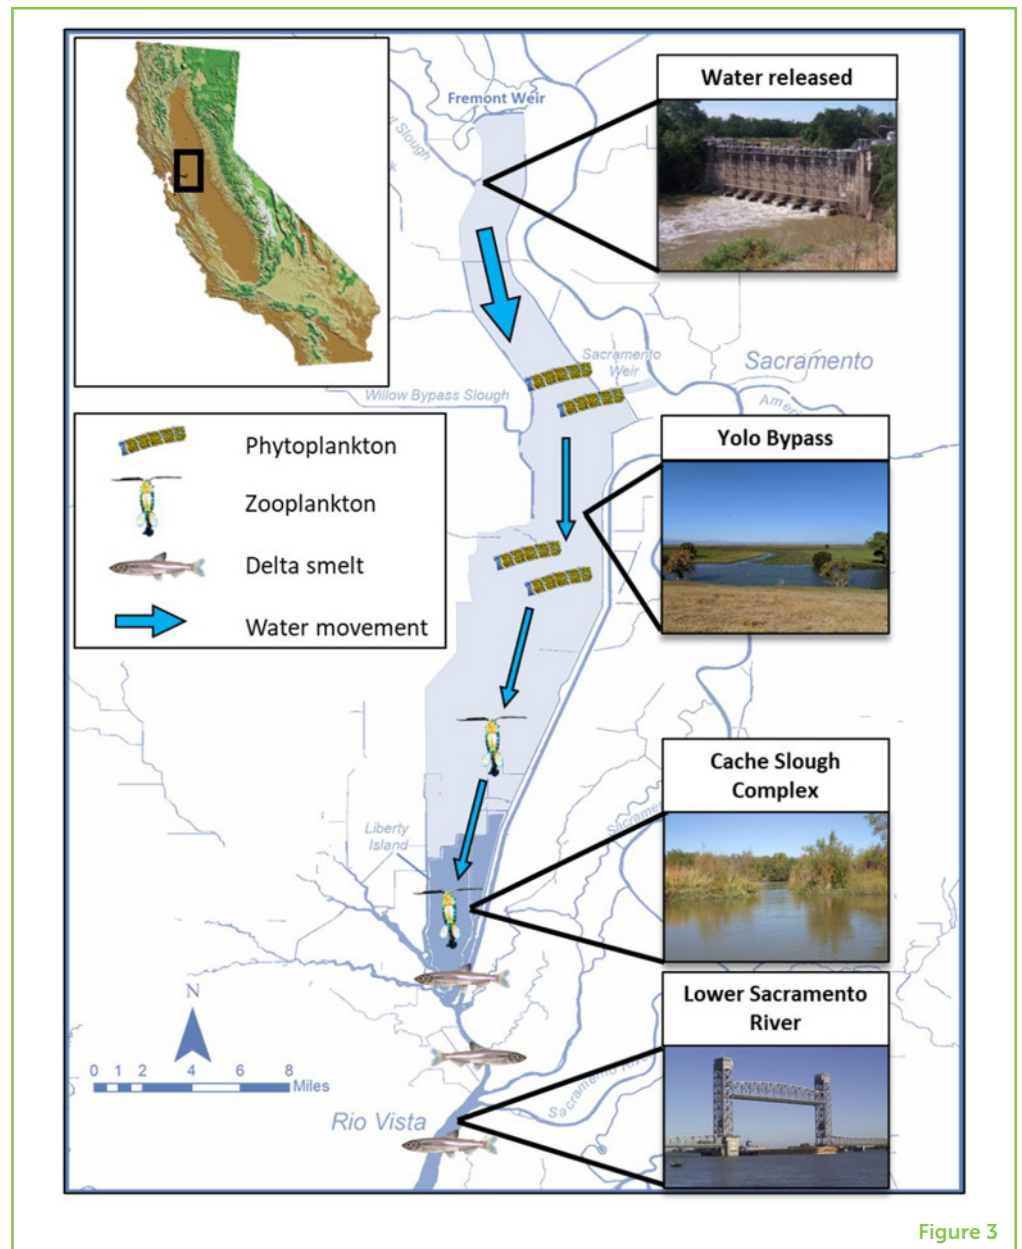 Water released
Fremont Weir
Slough
Sacramento
Weir
Sacramento
Willow Bypass Slough
Ameri
Phytoplankton
Zooplankton
Delta smelt
Water movement
Yolo Bypass
Cache Slough
Complex
Liberty
Island
Sacrame
Lower Sacramento
River
N
0 1 2 4 6 8
Miles
Rio Vista
Sacramento River
Figure 3